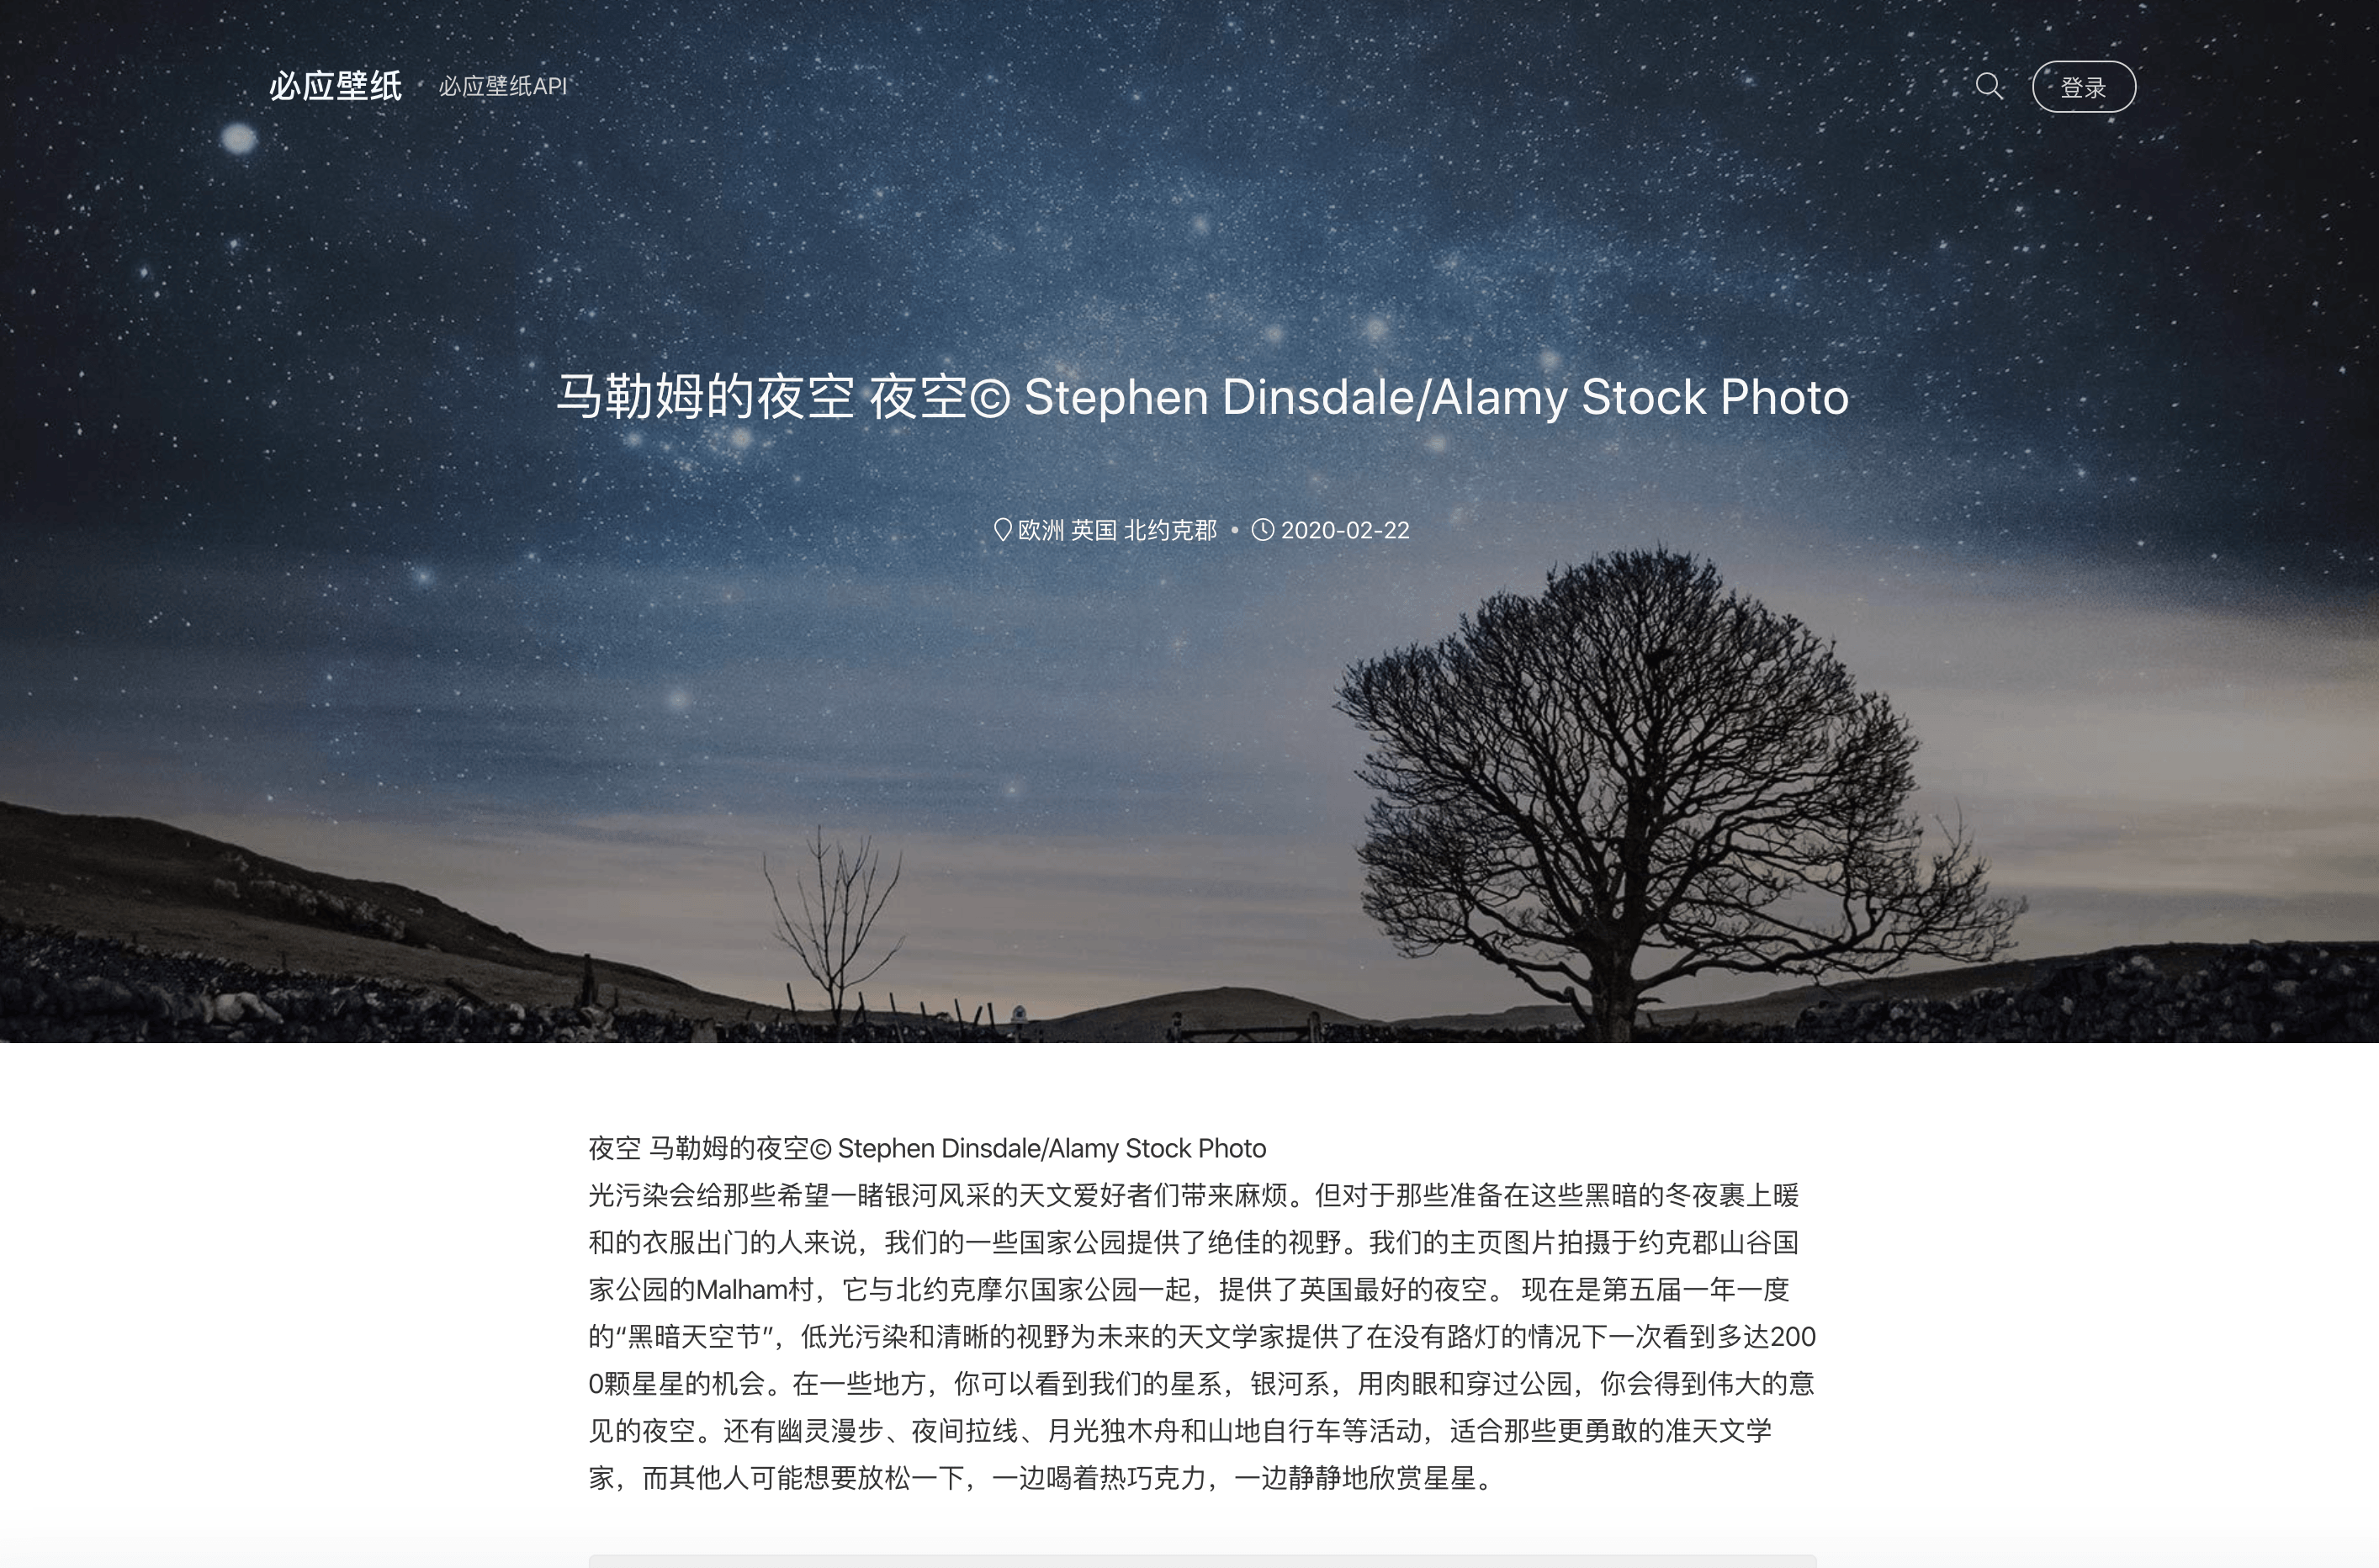 必应壁纸 • 必应壁纸API
登录
马勒姆的夜空 夜空© Stephen Dinsdale/Alamy Stock Photo
欧洲 英国 北约克郡 • 2020-02-22
夜空 马勒姆的夜空© Stephen Dinsdale/Alamy Stock Photo
光污染会给那些希望一睹银河风采的天文爱好者们带来麻烦。但对于那些准备在这些黑暗的冬夜裹上暖
和的衣服出门的人来说，我们的一些国家公园提供了绝佳的视野。我们的主页图片拍摄于约克郡山谷国
家公园的Malham村，它与北约克摩尔国家公园一起，提供了英国最好的夜空。 现在是第五届一年一度
的“黑暗天空节”，低光污染和清晰的视野为未来的天文学家提供了在没有路灯的情况下一次看到多达200
0颗星星的机会。在一些地方，你可以看到我们的星系，银河系，用肉眼和穿过公园，你会得到伟大的意
见的夜空。还有幽灵漫步、夜间拉线、月光独木舟和山地自行车等活动，适合那些更勇敢的准天文学
家，而其他人可能想要放松一下，一边喝着热巧克力，一边静静地欣赏星星。